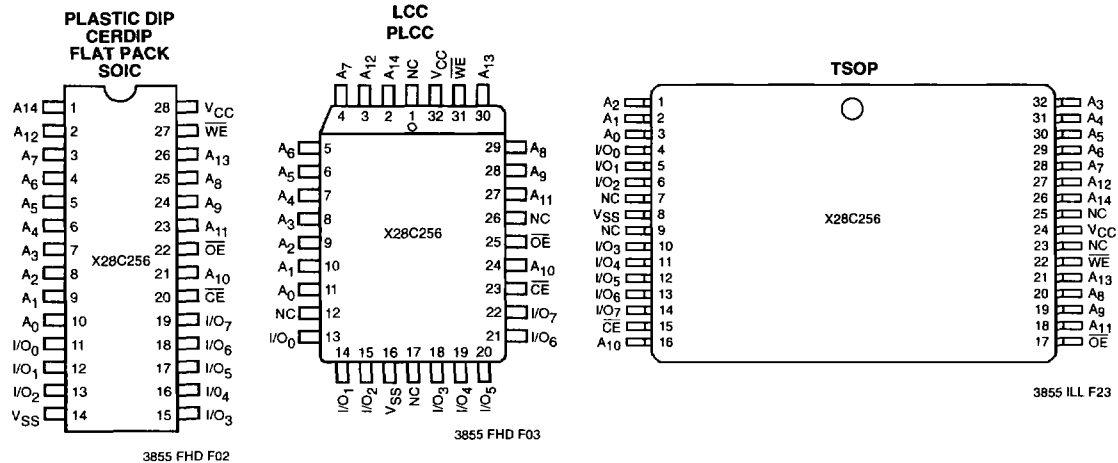 PLASTIC DIP
CERDIP
FLAT PACK
SOIC
A14 1 28 VCC
A12 2 27 WE
A7 3 26 A13
A6 4 25 A8
A5 5 24 A9
A4 6 23 A11
A3 7 22 OE
X28C256
A2 8 21 A10
A1 9 20 CE
A0 10 19 I/O7
I/O0 11 18 I/O6
I/O1 12 17 I/O5
I/O2 13 16 I/04
VSS 14 15 I/O3
3855 FHD F02
LCC
PLCC
A7 A12 A14 NC VCC WE A13
4 3 2 1 32 31 30
A6 5 29 A8
A5 6 28 A9
A4 7 27 A11
A3 8 26 NC
X28C256
A2 9 25 OE
A1 10 24 A10
A0 11 23 CE
NC 12 22 I/O7
I/O0 13 21 I/O6
14 15 16 17 18 19 20
I/O1 I/O2 VSS NC I/O3 I/O4 I/O5
3855 FHD F03
TSOP
A2 1 32 A3
A1 2 31 A4
A0 3 30 A5
I/O0 4 29 A6
I/O1 5 28 A7
I/O2 6 27 A12
NC 7 26 A14
VSS 8 X28C256 25 NC
NC 9 24 VCC
I/O3 10 23 NC
I/O4 11 22 WE
I/O5 12 21 A13
I/O6 13 20 A8
I/O7 14 19 A9
CE 15 18 A11
A10 16 17 OE
3855 ILL F23